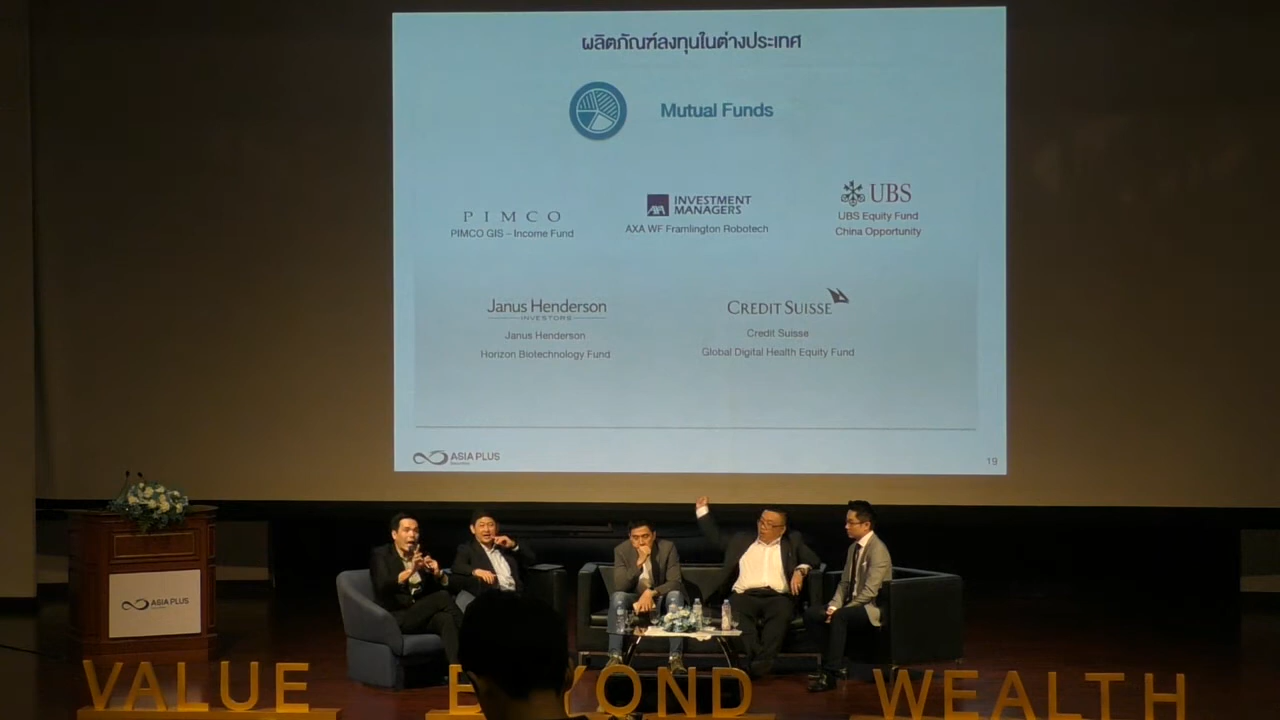 ผลิตภัณฑ์ลงทุนในต่างประเทศ
Mutual Funds
PIMCO
PIMCO GIS – Income Fund
AXA INVESTMENT
MANAGERS
AXA WF Framlington Robotech
UBS
UBS Equity Fund
China Opportunity
Janus Henderson
INVESTORS
Janus Henderson
Horizon Biotechnology Fund
CREDIT SUISSE
Credit Suisse
Global Digital Health Equity Fund
ASIA PLUS
Securities
19
ASIA PLUS
VALUE BEYOND WEALTH